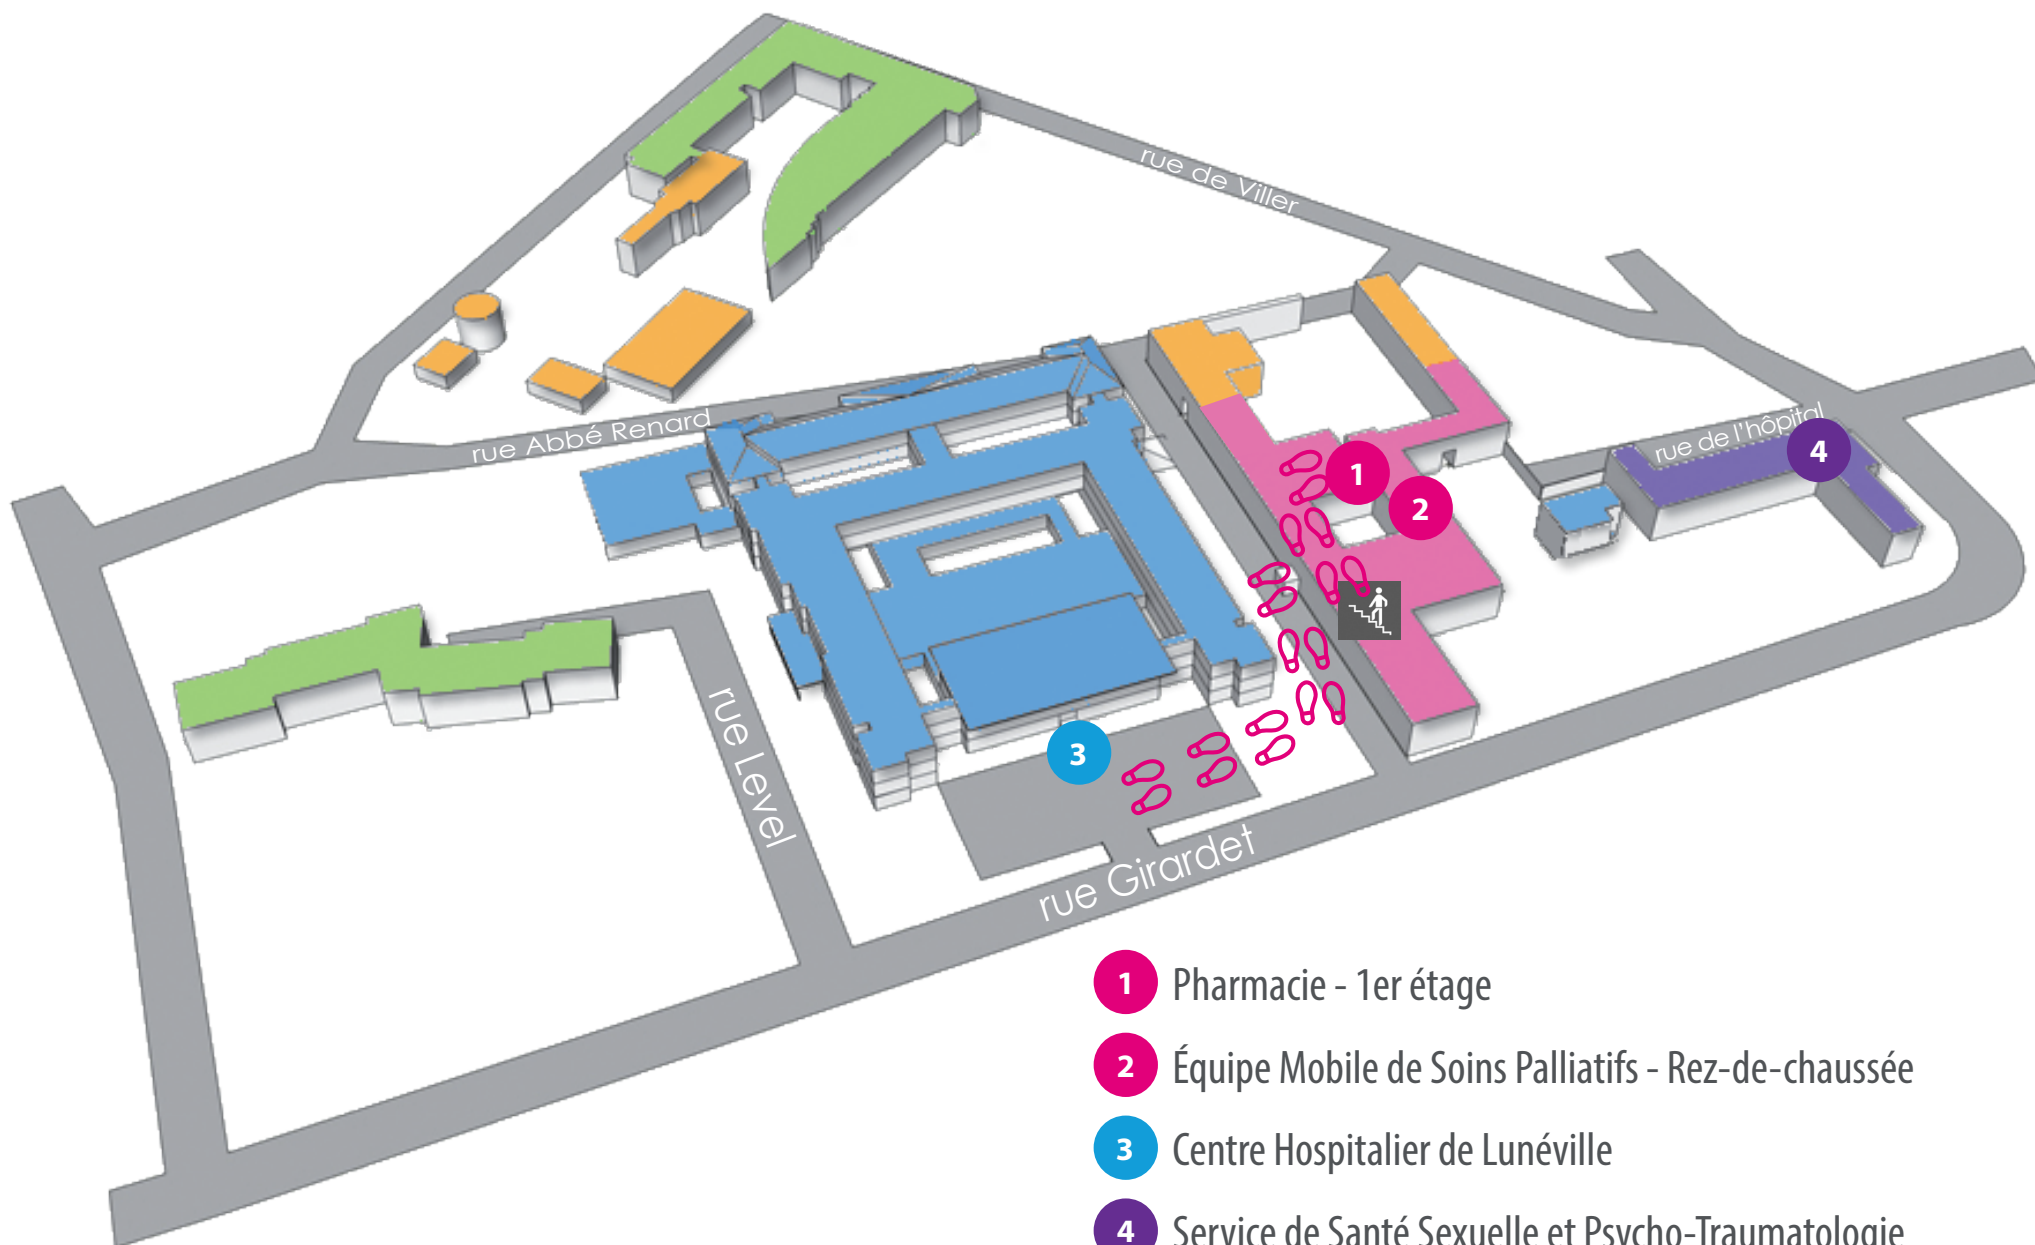 rue de Viller
rue Abbé Renard
rue de l'hôpital
4
1
2
rue Level
3
rue Girardet
1 Pharmacie - 1er étage
2 Équipe Mobile de Soins Palliatifs - Rez-de-chaussée
3 Centre Hospitalier de Lunéville
4 Service de Santé Sexuelle et Psycho-Traumatologie